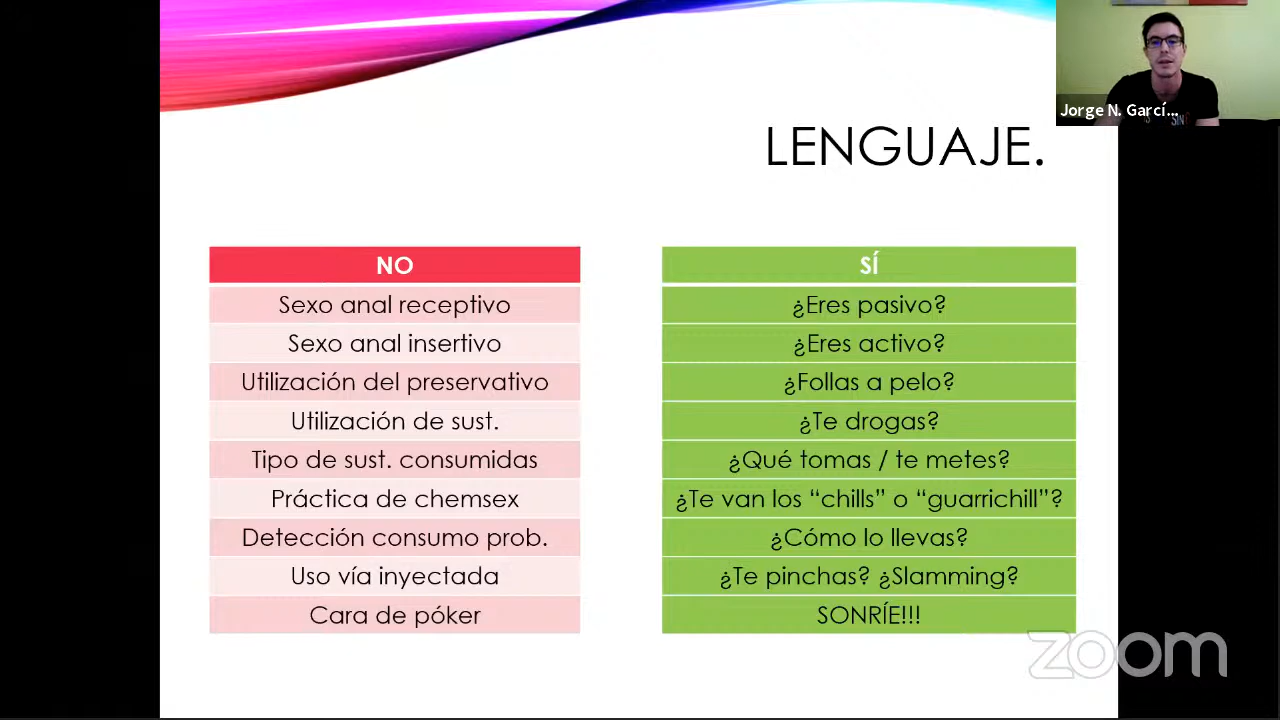 Jorge N. Garcí...
LENGUAJE.
NO
SÍ
Sexo anal receptivo
¿Eres pasivo?
Sexo anal insertivo
¿Eres activo?
Utilización del preservativo
¿Follas a pelo?
Utilización de sust.
¿Te drogas?
Tipo de sust. consumidas
¿Qué tomas / te metes?
Práctica de chemsex
¿Te van los “chills” o “guarrichill”?
Detección consumo prob.
¿Cómo lo llevas?
Uso vía inyectada
¿Te pinchas? ¿Slamming?
Cara de póker
SONRÍE!!!
zoom